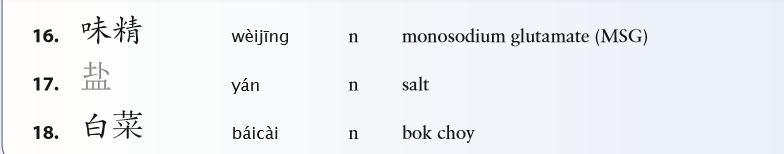 16. 味精 wèijīng n monosodium glutamate (MSG)
17. 盐 yán n salt
18. 白菜 báicài n bok choy